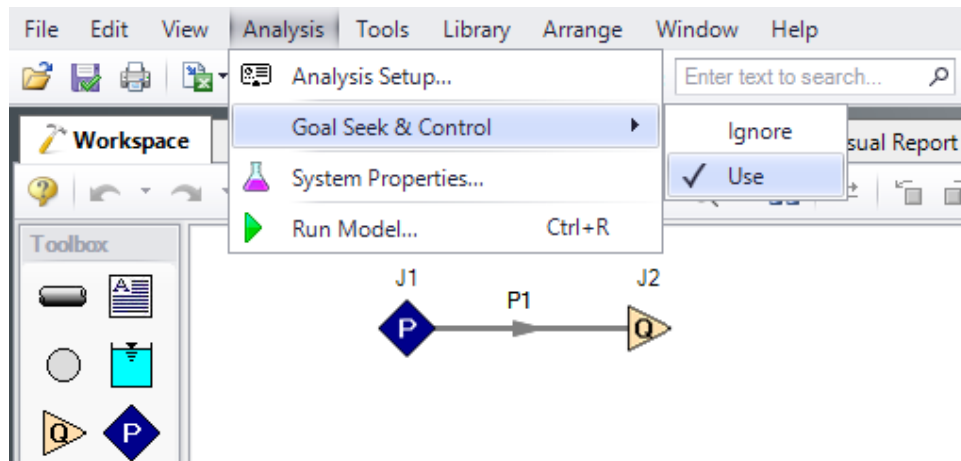 File Edit View Analysis Tools Library Arrange Window Help
Analysis Setup...
Enter text to search...
Goal Seek & Control
Ignore
Workspace
sual Report
Use
System Properties...
Run Model... Ctrl+R
Toolbox
J1
J2
P1
A
P
Q
Q
P